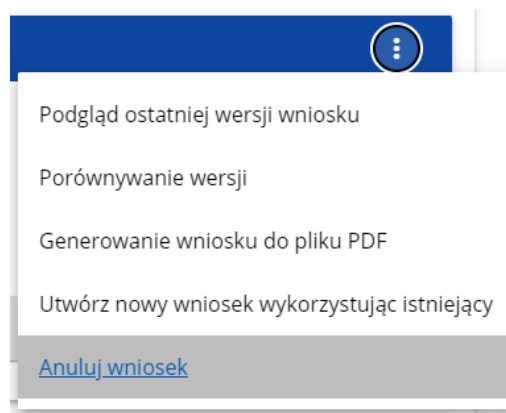 Podgląd ostatniej wersji wniosku
Porównywanie wersji
Generowanie wniosku do pliku PDF
Utwórz nowy wniosek wykorzystując istniejący
Anuluj wniosek